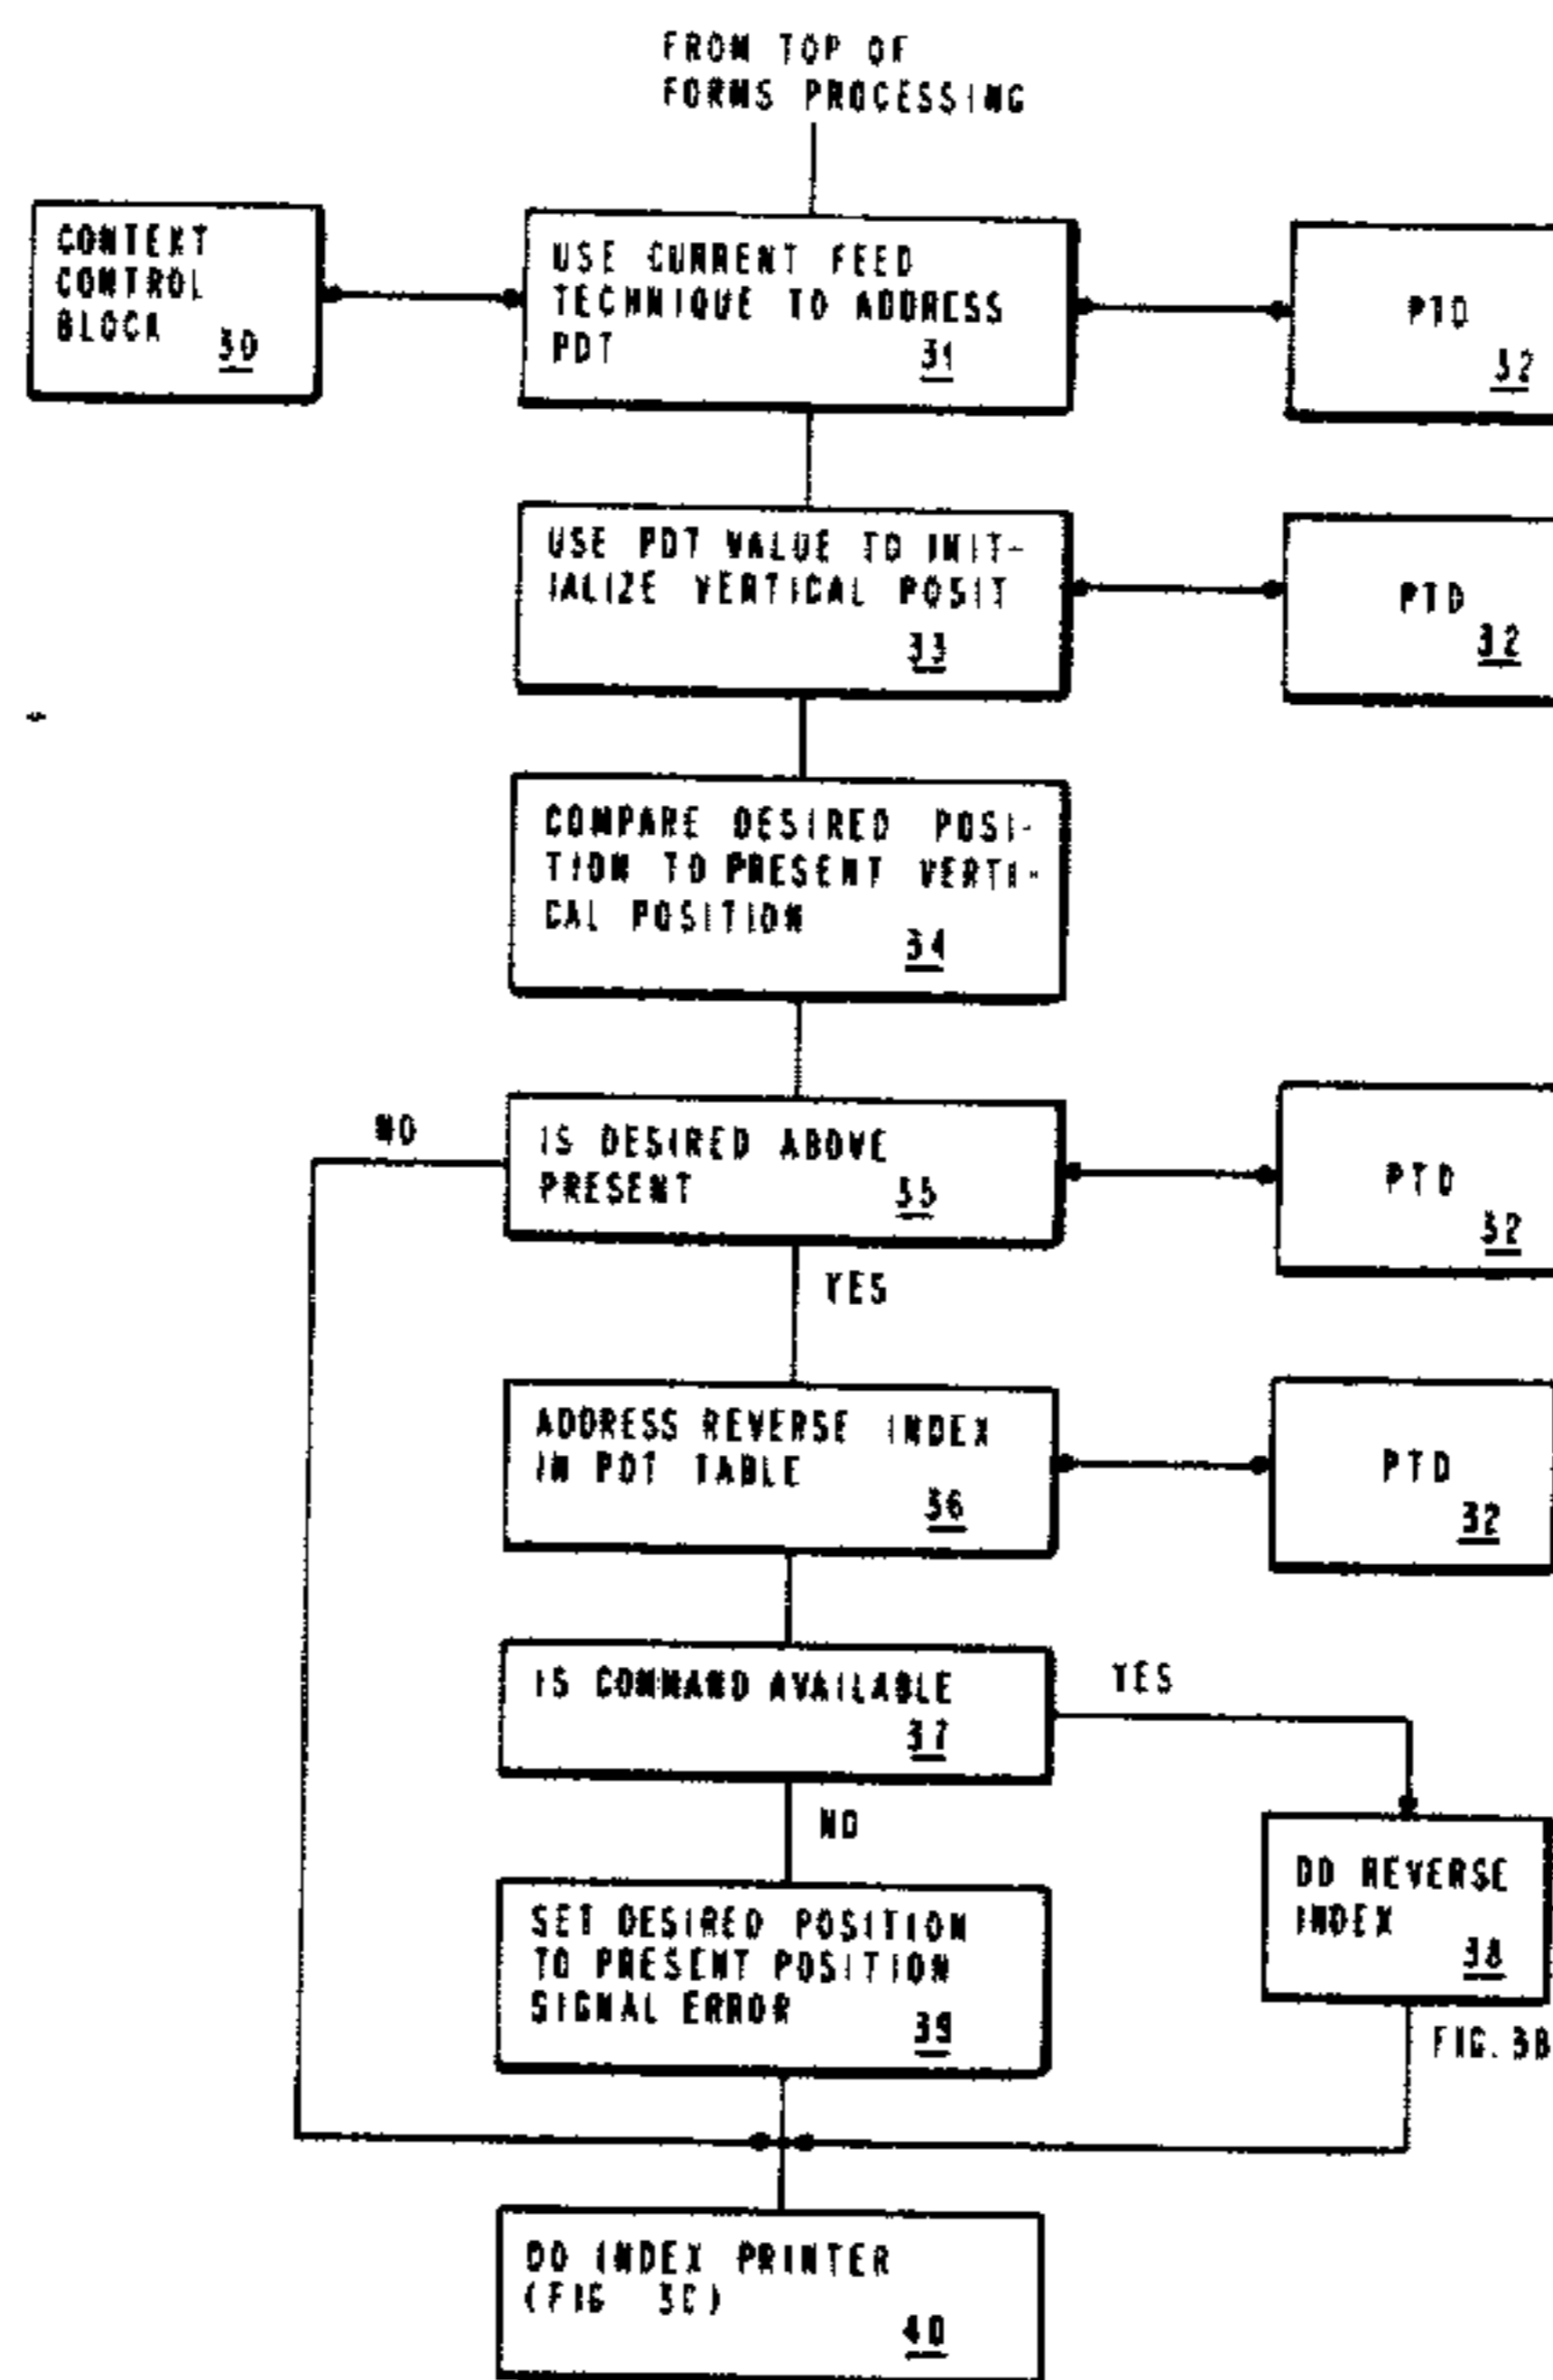 FROM TOP OF
FORMS PROCESSING
CONTEXT
CONTROL
BLOCK
30
USE CURRENT FEED
TECHNIQUE TO ADDRESS
PDT
31
PTD
32
USE PDT VALUE TO INIT-
IALIZE VERTICAL POSIT
33
PTD
32
COMPARE DESIRED POSI-
TION TO PRESENT VERTI-
CAL POSITION
34
NO
IS DESIRED ABOVE
PRESENT
35
PTD
32
YES
ADDRESS REVERSE INDEX
IN PDT TABLE
36
PTD
32
IS COMMAND AVAILABLE
37
YES
NO
DO REVERSE
INDEX
38
FIG. 3B
SET DESIRED POSITION
TO PRESENT POSITION
SIGNAL ERROR
39
DO INDEX PRINTER
(FIG 3C)
40